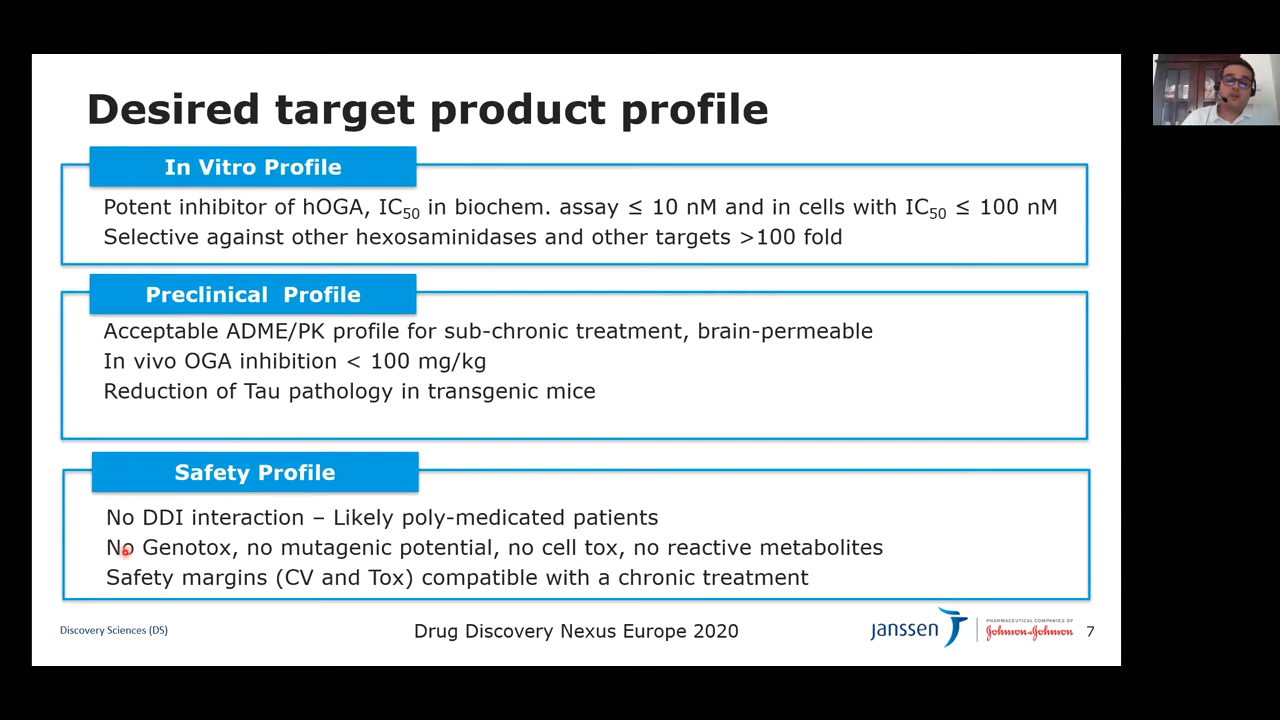 Desired target product profile
In Vitro Profile
Potent inhibitor of hOGA, IC50 in biochem. assay ≤ 10 nM and in cells with IC50 ≤ 100 nM
Selective against other hexosaminidases and other targets >100 fold
Preclinical Profile
Acceptable ADME/PK profile for sub-chronic treatment, brain-permeable
In vivo OGA inhibition < 100 mg/kg
Reduction of Tau pathology in transgenic mice
Safety Profile
No DDI interaction – Likely poly-medicated patients
No Genotox, no mutagenic potential, no cell tox, no reactive metabolites
Safety margins (CV and Tox) compatible with a chronic treatment
Discovery Sciences (DS)
Drug Discovery Nexus Europe 2020
janssen
PHARMACEUTICAL COMPANIES OF
Johnson & Johnson
7